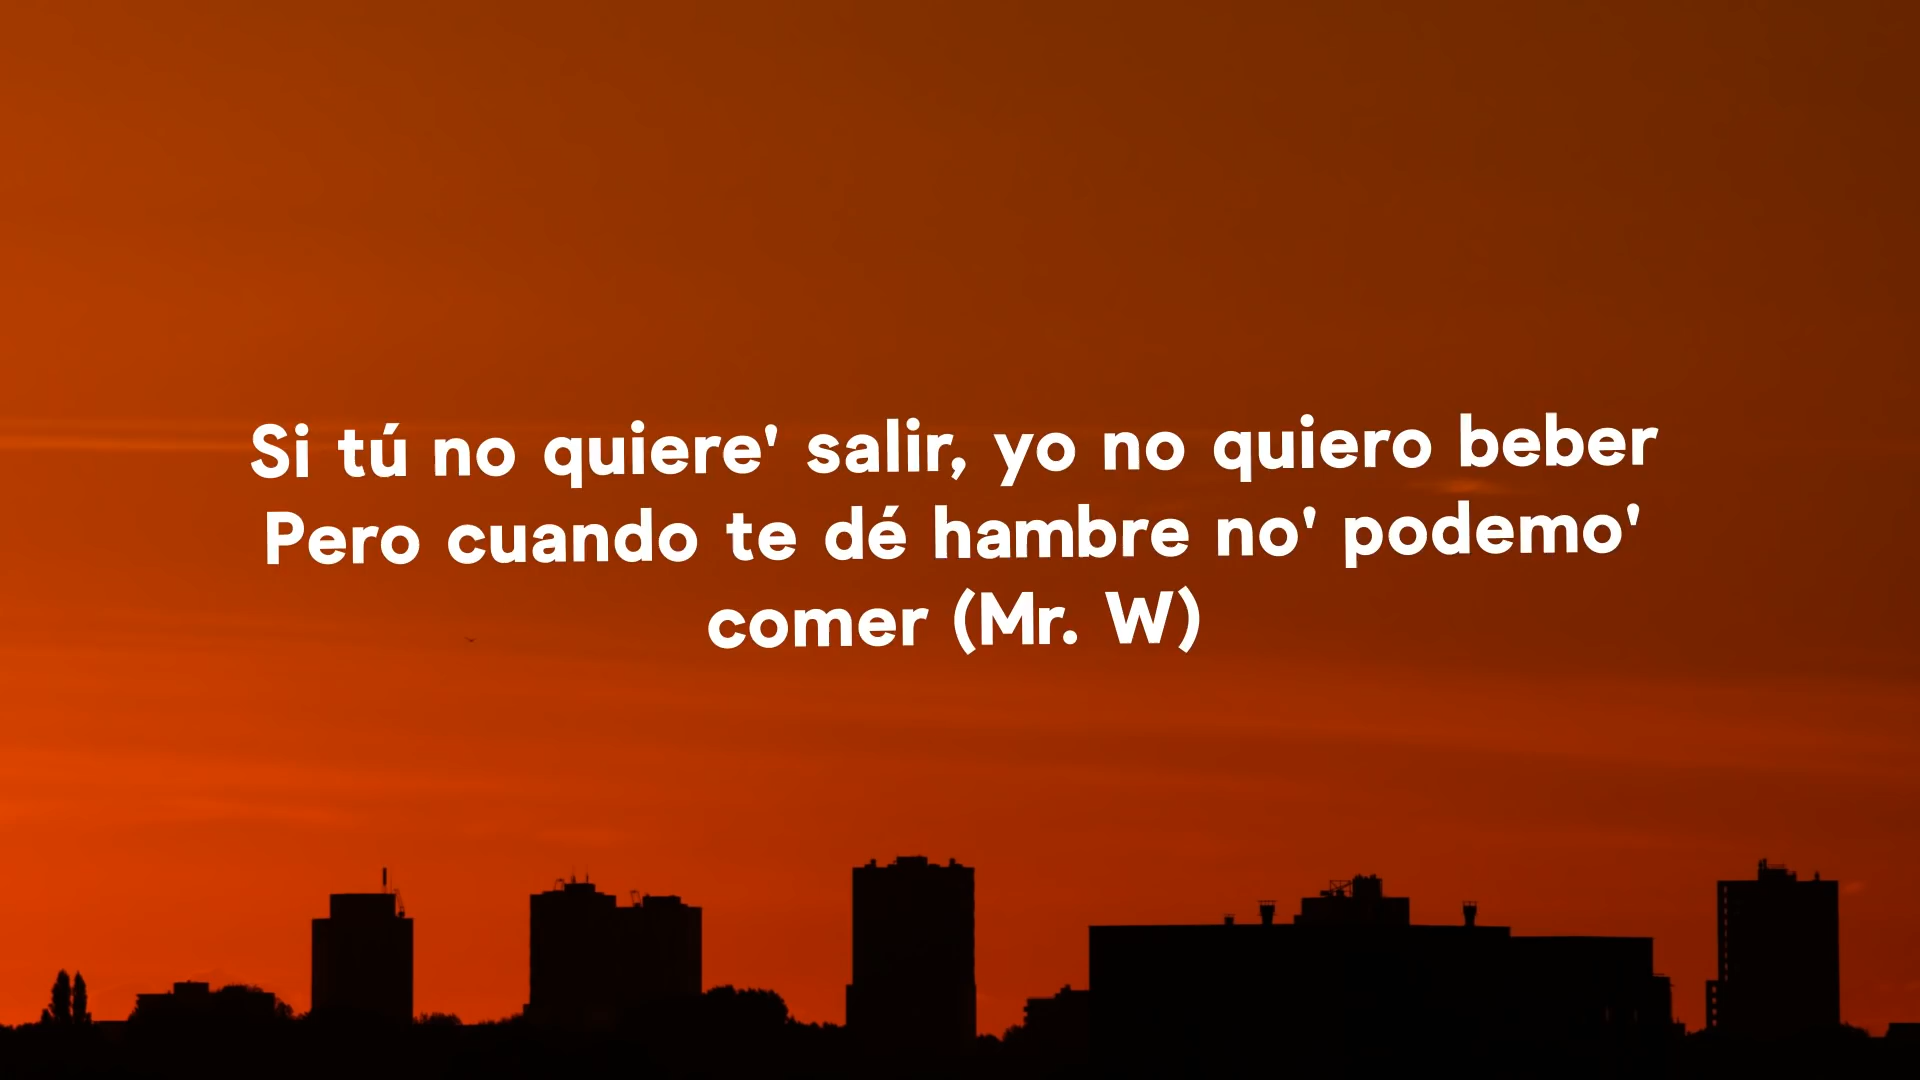 Si tú no quiere' salir, yo no quiero beber
Pero cuando te dé hambre no' podemo'
comer (Mr. W)